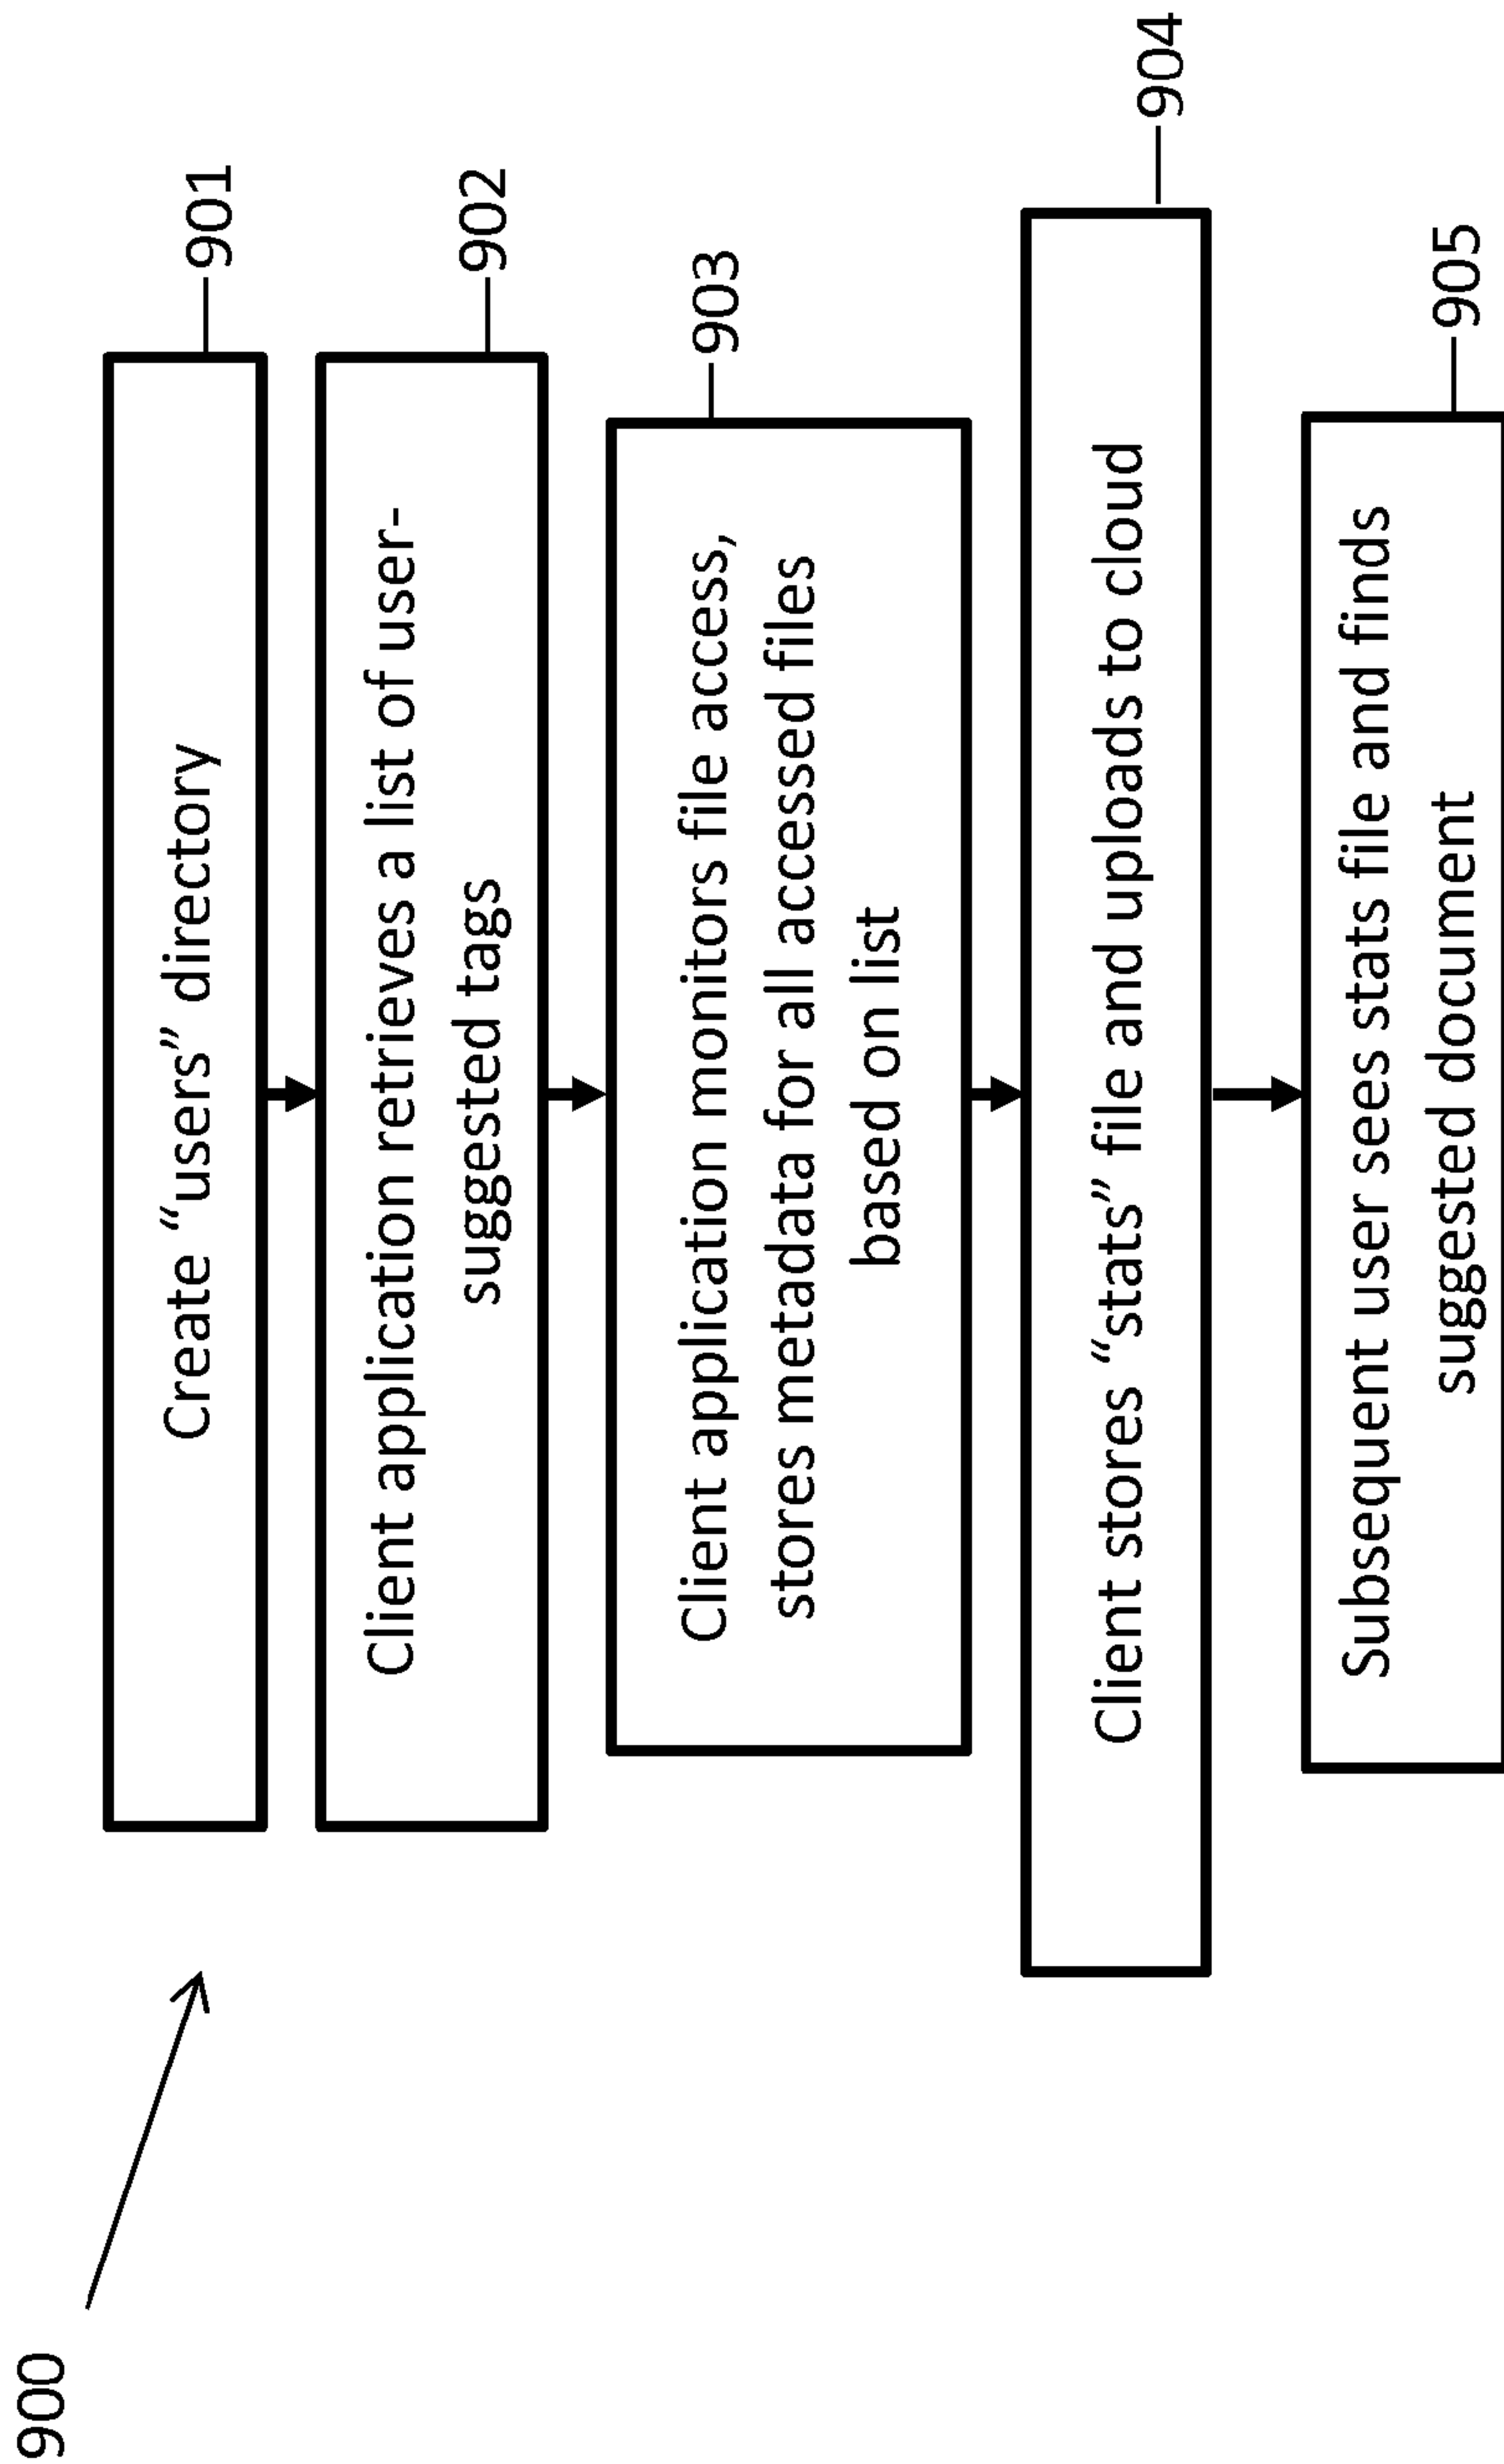 900
Create “users” directory
901
Client application retrieves a list of user-
suggested tags
902
Client application monitors file access,
stores metadata for all accessed files
based on list
903
Client stores “stats” file and uploads to cloud
904
Subsequent user sees stats file and finds
suggested document
905